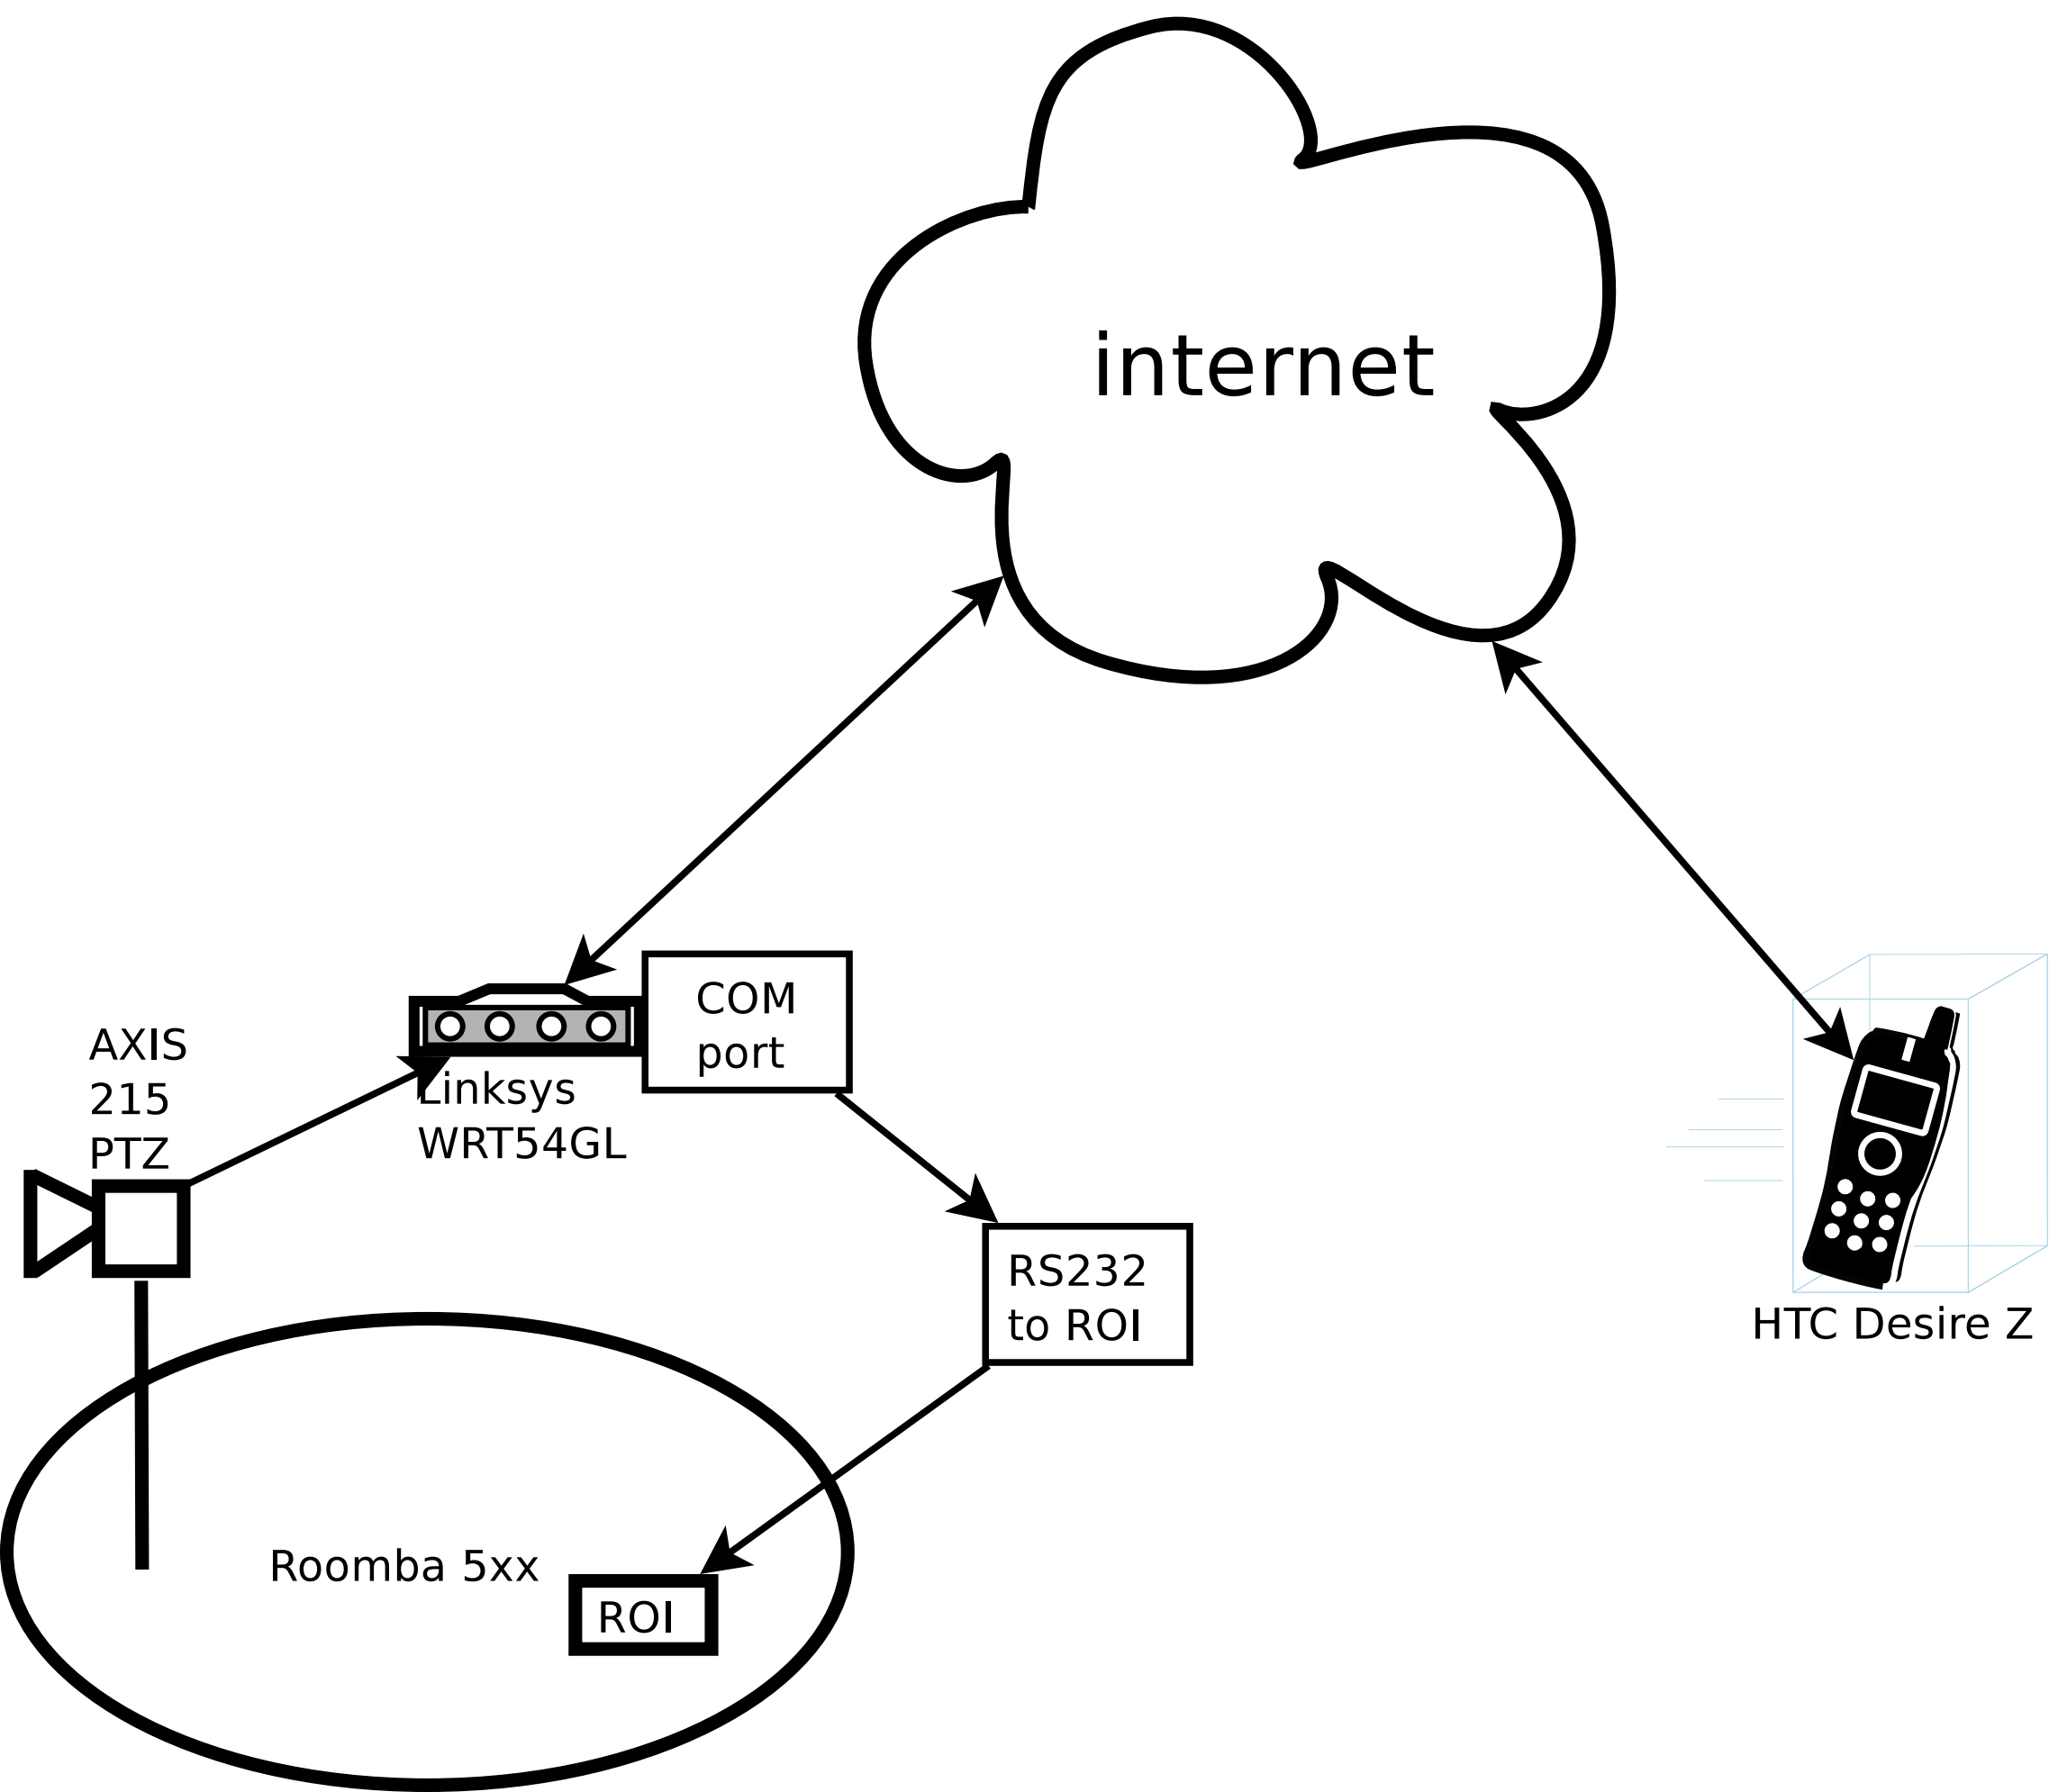 internet
COM
port
AXIS
215
PTZ
Linksys
WRT54GL
RS232
to ROI
HTC Desire Z
Roomba 5xx
ROI